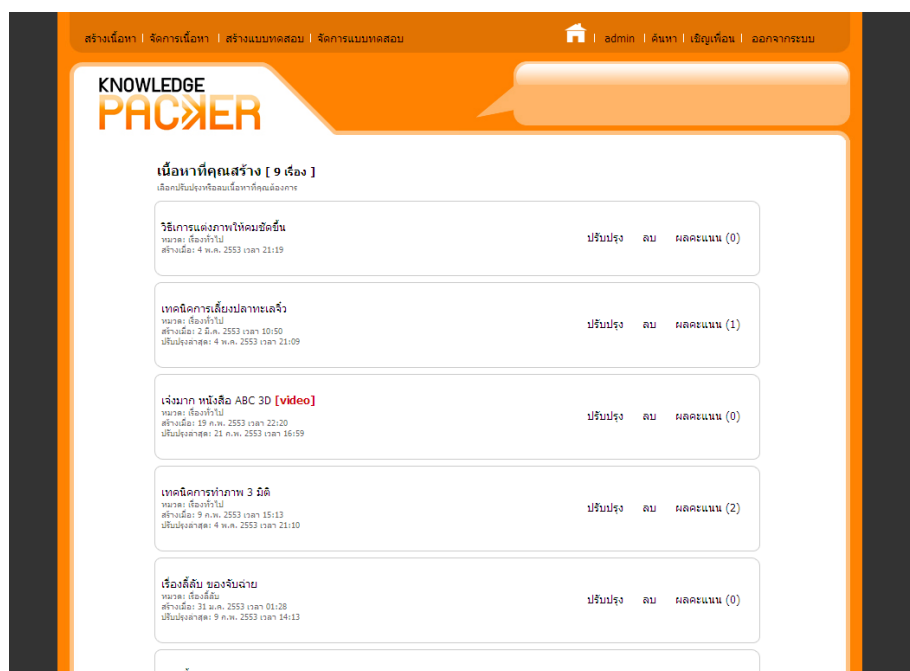 สร้างเนื้อหา | จัดการเนื้อหา | สร้างแบบทดสอบ | จัดการแบบทดสอบ | admin | ค้นหา | เชิญเพื่อน | ออกจากระบบ
KNOWLEDGE
PACKER
เนื้อหาที่คุณสร้าง [ 9 เรื่อง ]
เลือกปรับปรุงหรือลบเนื้อหาที่คุณต้องการ
วิธีการแต่งภาพให้คมชัดขึ้น
หมวด: เรื่องทั่วไป
สร้างเมื่อ: 4 พ.ค. 2553 เวลา 21:19
ปรับปรุง ลบ ผลคะแนน (0)
เทคนิคการเลี้ยงปลาทะเลจิ๋ว
หมวด: เรื่องทั่วไป
สร้างเมื่อ: 2 มี.ค. 2553 เวลา 10:50
ปรับปรุงล่าสุด: 4 พ.ค. 2553 เวลา 21:09
ปรับปรุง ลบ ผลคะแนน (1)
เจ๋งมาก หนังสือ ABC 3D [video]
หมวด: เรื่องทั่วไป
สร้างเมื่อ: 19 ก.พ. 2553 เวลา 22:20
ปรับปรุงล่าสุด: 21 ก.พ. 2553 เวลา 16:59
ปรับปรุง ลบ ผลคะแนน (0)
เทคนิคการทำภาพ 3 มิติ
หมวด: เรื่องทั่วไป
สร้างเมื่อ: 9 ก.พ. 2553 เวลา 15:13
ปรับปรุงล่าสุด: 4 พ.ค. 2553 เวลา 21:10
ปรับปรุง ลบ ผลคะแนน (2)
เรื่องลี้ลับ ของจับฉ่าย
หมวด: เรื่องลี้ลับ
สร้างเมื่อ: 31 ม.ค. 2553 เวลา 01:28
ปรับปรุงล่าสุด: 9 ก.พ. 2553 เวลา 14:13
ปรับปรุง ลบ ผลคะแนน (0)